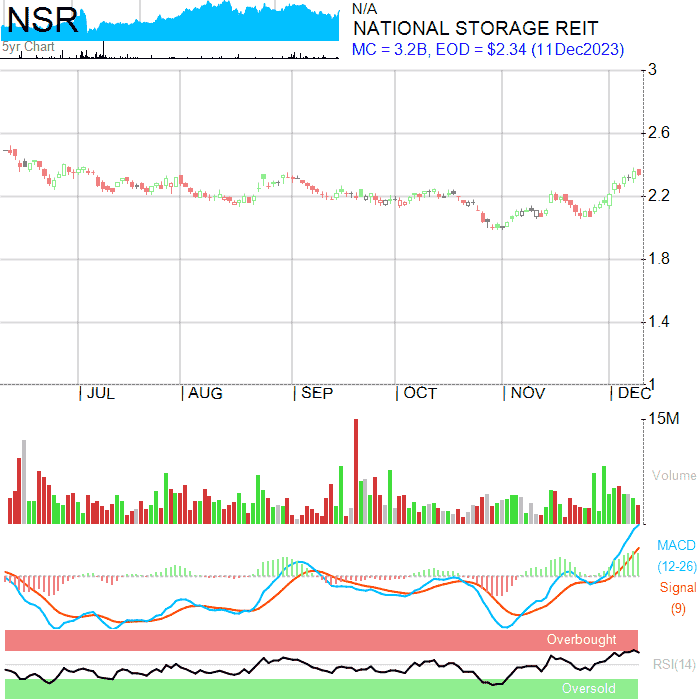 NSR
5yr Chart
N/A
NATIONAL STORAGE REIT
MC = 3.2B, EOD = $2.34 (11Dec2023)
3
2.6
2.2
1.8
1.4
1
JUL AUG SEP OCT NOV DEC
15M
Volume
MACD
(12-26)
Signal
(9)
Overbought
RSI(14)
Oversold